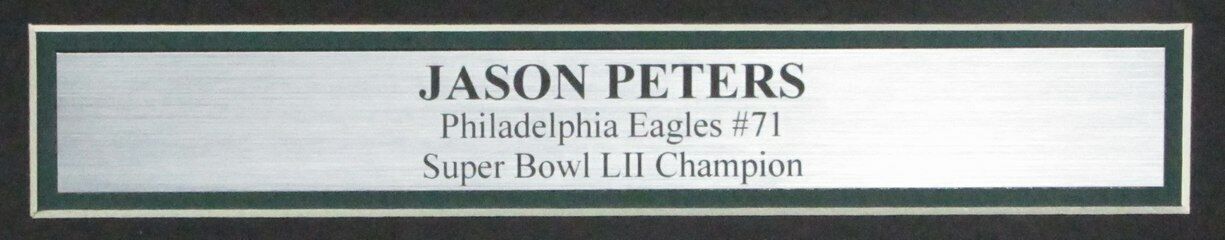 JASON PETERS
Philadelphia Eagles #71
Super Bowl LII Champion